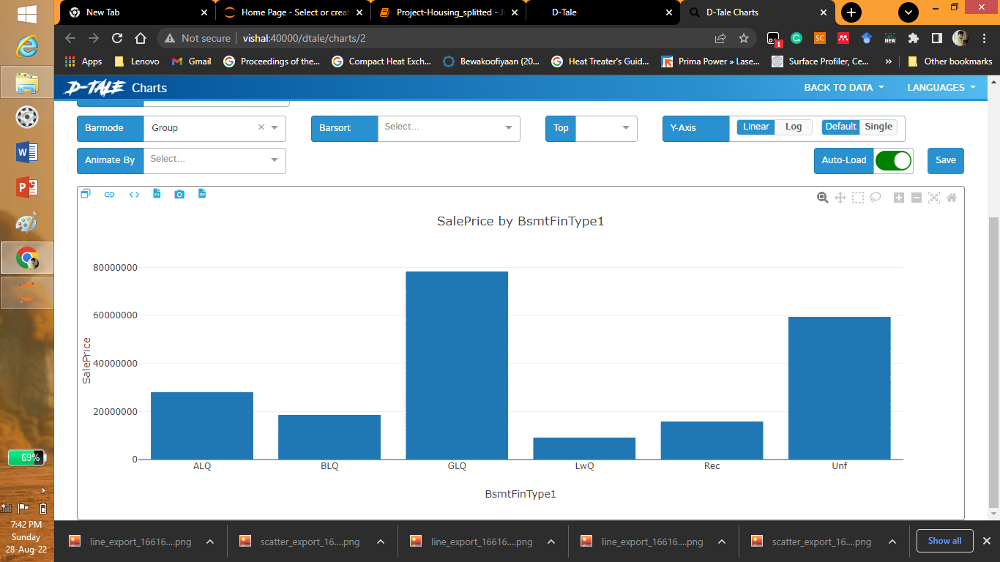 New Tab
Home Page - Select or creat
Project-Housing_splitted - J
D-Tale
D-Tale Charts
Not secure
vishal:40000/dtale/charts/2
SC
NEW
1
Apps
Lenovo
Gmail
Proceedings of the...
Compact Heat Exch...
Bewakoofiyaan (20...
Heat Treater's Guid...
Prima Power » Lase...
Surface Profiler, Ce...
»
Other bookmarks
D-TALE Charts
BACK TO DATA
LANGUAGES
Barmode
Group
Barsort
Select...
Top
Y-Axis
Linear
Log
Default
Single
Animate By
Select...
Auto-Load
Save
SalePrice by BsmtFinType1
80000000
60000000
40000000
20000000
0
SalePrice
ALQ
BLQ
GLQ
LwQ
Rec
Unf
BsmtFinType1
69%
7:42 PM
Sunday
28-Aug-22
line_export_16616....png
scatter_export_16....png
line_export_16616....png
line_export_16616....png
scatter_export_16....png
Show all